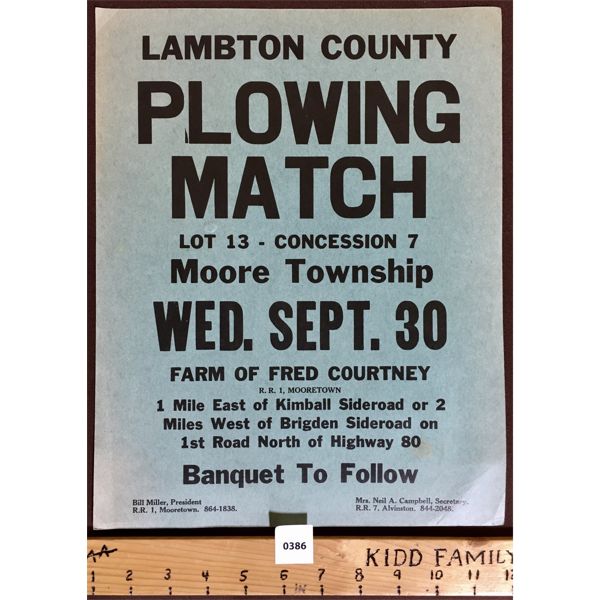 LAMBTON COUNTY
PLOWING
MATCH
LOT 13 - CONCESSION 7
Moore Township
WED. SEPT. 30
FARM OF FRED COURTNEY
R. R. 1, MOORETOWN
1 Mile East of Kimball Sideroad or 2
Miles West of Brigden Sideroad on
1st Road North of Highway 80
Banquet To Follow
Bill Miller, President
R.R. 1, Mooretown. 864-1838.
Mrs. Neil A. Campbell, Secretary.
R.R. 7, Alvinston. 844-2048.
0386
KIDD FAMILY
1 2 3 4 5 6 7 8 9 10 11 12
IN